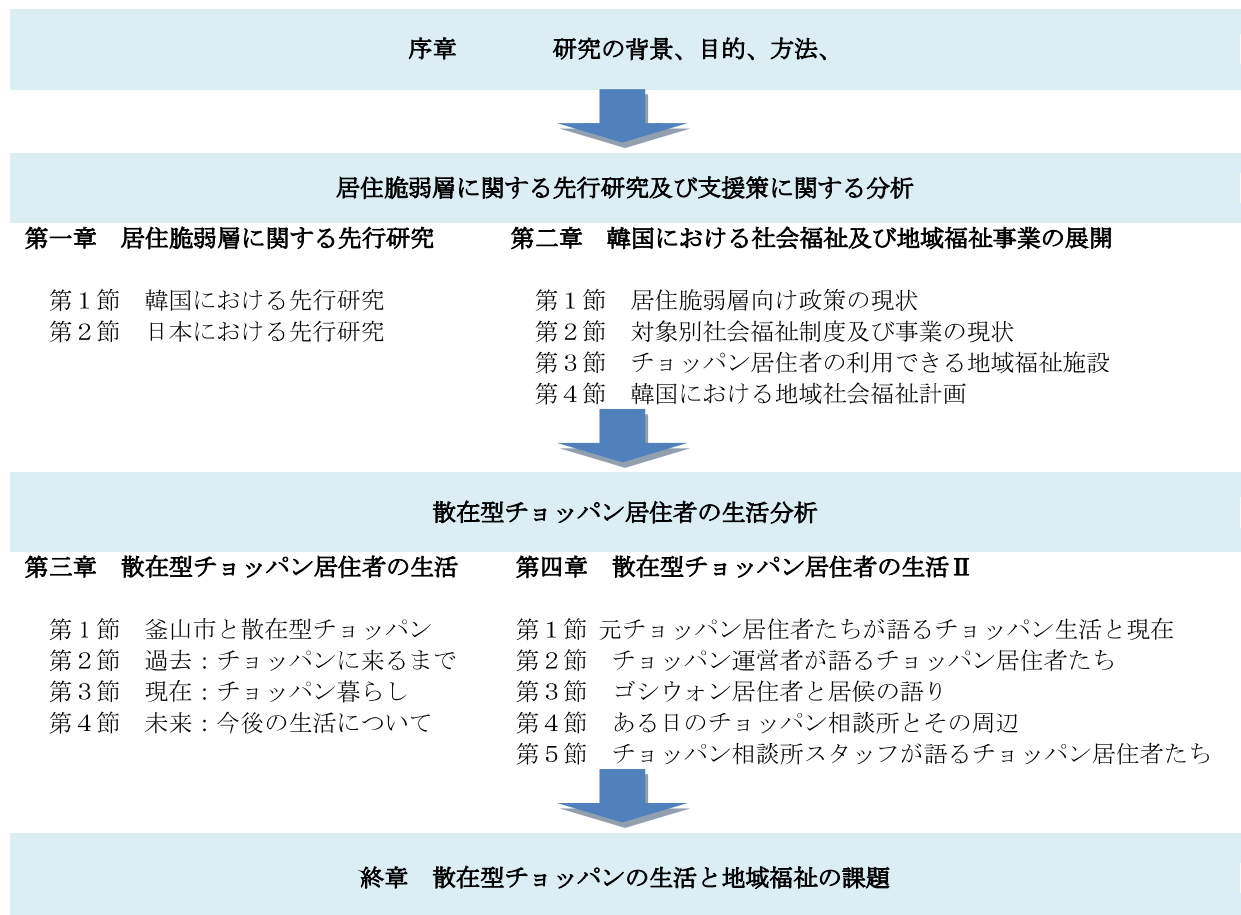 序章　　　　研究の背景、目的、方法、
居住脆弱層に関する先行研究及び支援策に関する分析
第一章　居住脆弱層に関する先行研究
第１節　韓国における先行研究
第２節　日本における先行研究
第二章　韓国における社会福祉及び地域福祉事業の展開
第１節　居住脆弱層向け政策の現状
第２節　対象別社会福祉制度及び事業の現状
第３節　チョッパン居住者の利用できる地域福祉施設
第４節　韓国における地域社会福祉計画
散在型チョッパン居住者の生活分析
第三章　散在型チョッパン居住者の生活
第１節　釜山市と散在型チョッパン
第２節　過去：チョッパンに来るまで
第３節　現在：チョッパン暮らし
第４節　未来：今後の生活について
第四章　散在型チョッパン居住者の生活Ⅱ
第１節 元チョッパン居住者たちが語るチョッパン生活と現在
第２節　チョッパン運営者が語るチョッパン居住者たち
第３節　ゴシウォン居住者と居候の語り
第４節　ある日のチョッパン相談所とその周辺
第５節　チョッパン相談所スタッフが語るチョッパン居住者たち
終章　散在型チョッパンの生活と地域福祉の課題